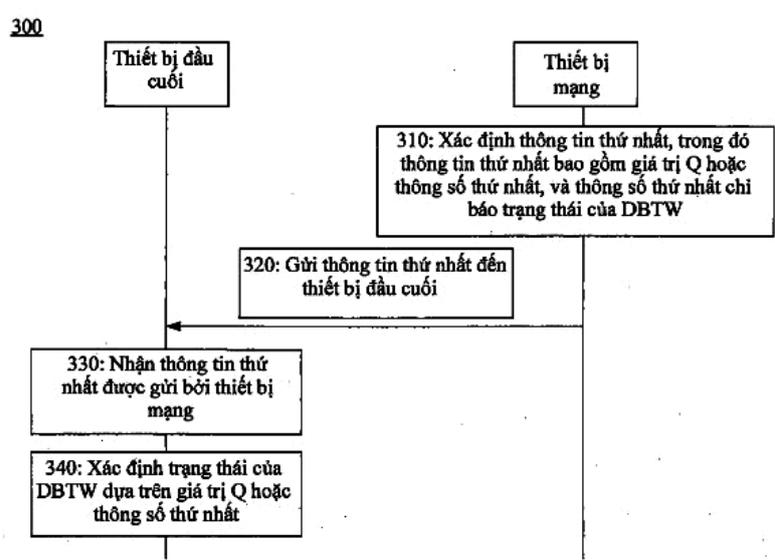 300
Thiết bị đầu
cuối
Thiết bị
mạng
310: Xác định thông tin thứ nhất, trong đó
thông tin thứ nhất bao gồm giá trị Q hoặc
thông số thứ nhất, và thông số thứ nhất chỉ
báo trạng thái của DBTW
320: Gửi thông tin thứ nhất đến
thiết bị đầu cuối
330: Nhận thông tin thứ
nhất được gửi bởi thiết bị
mạng
340: Xác định trạng thái của
DBTW dựa trên giá trị Q hoặc
thông số thứ nhất